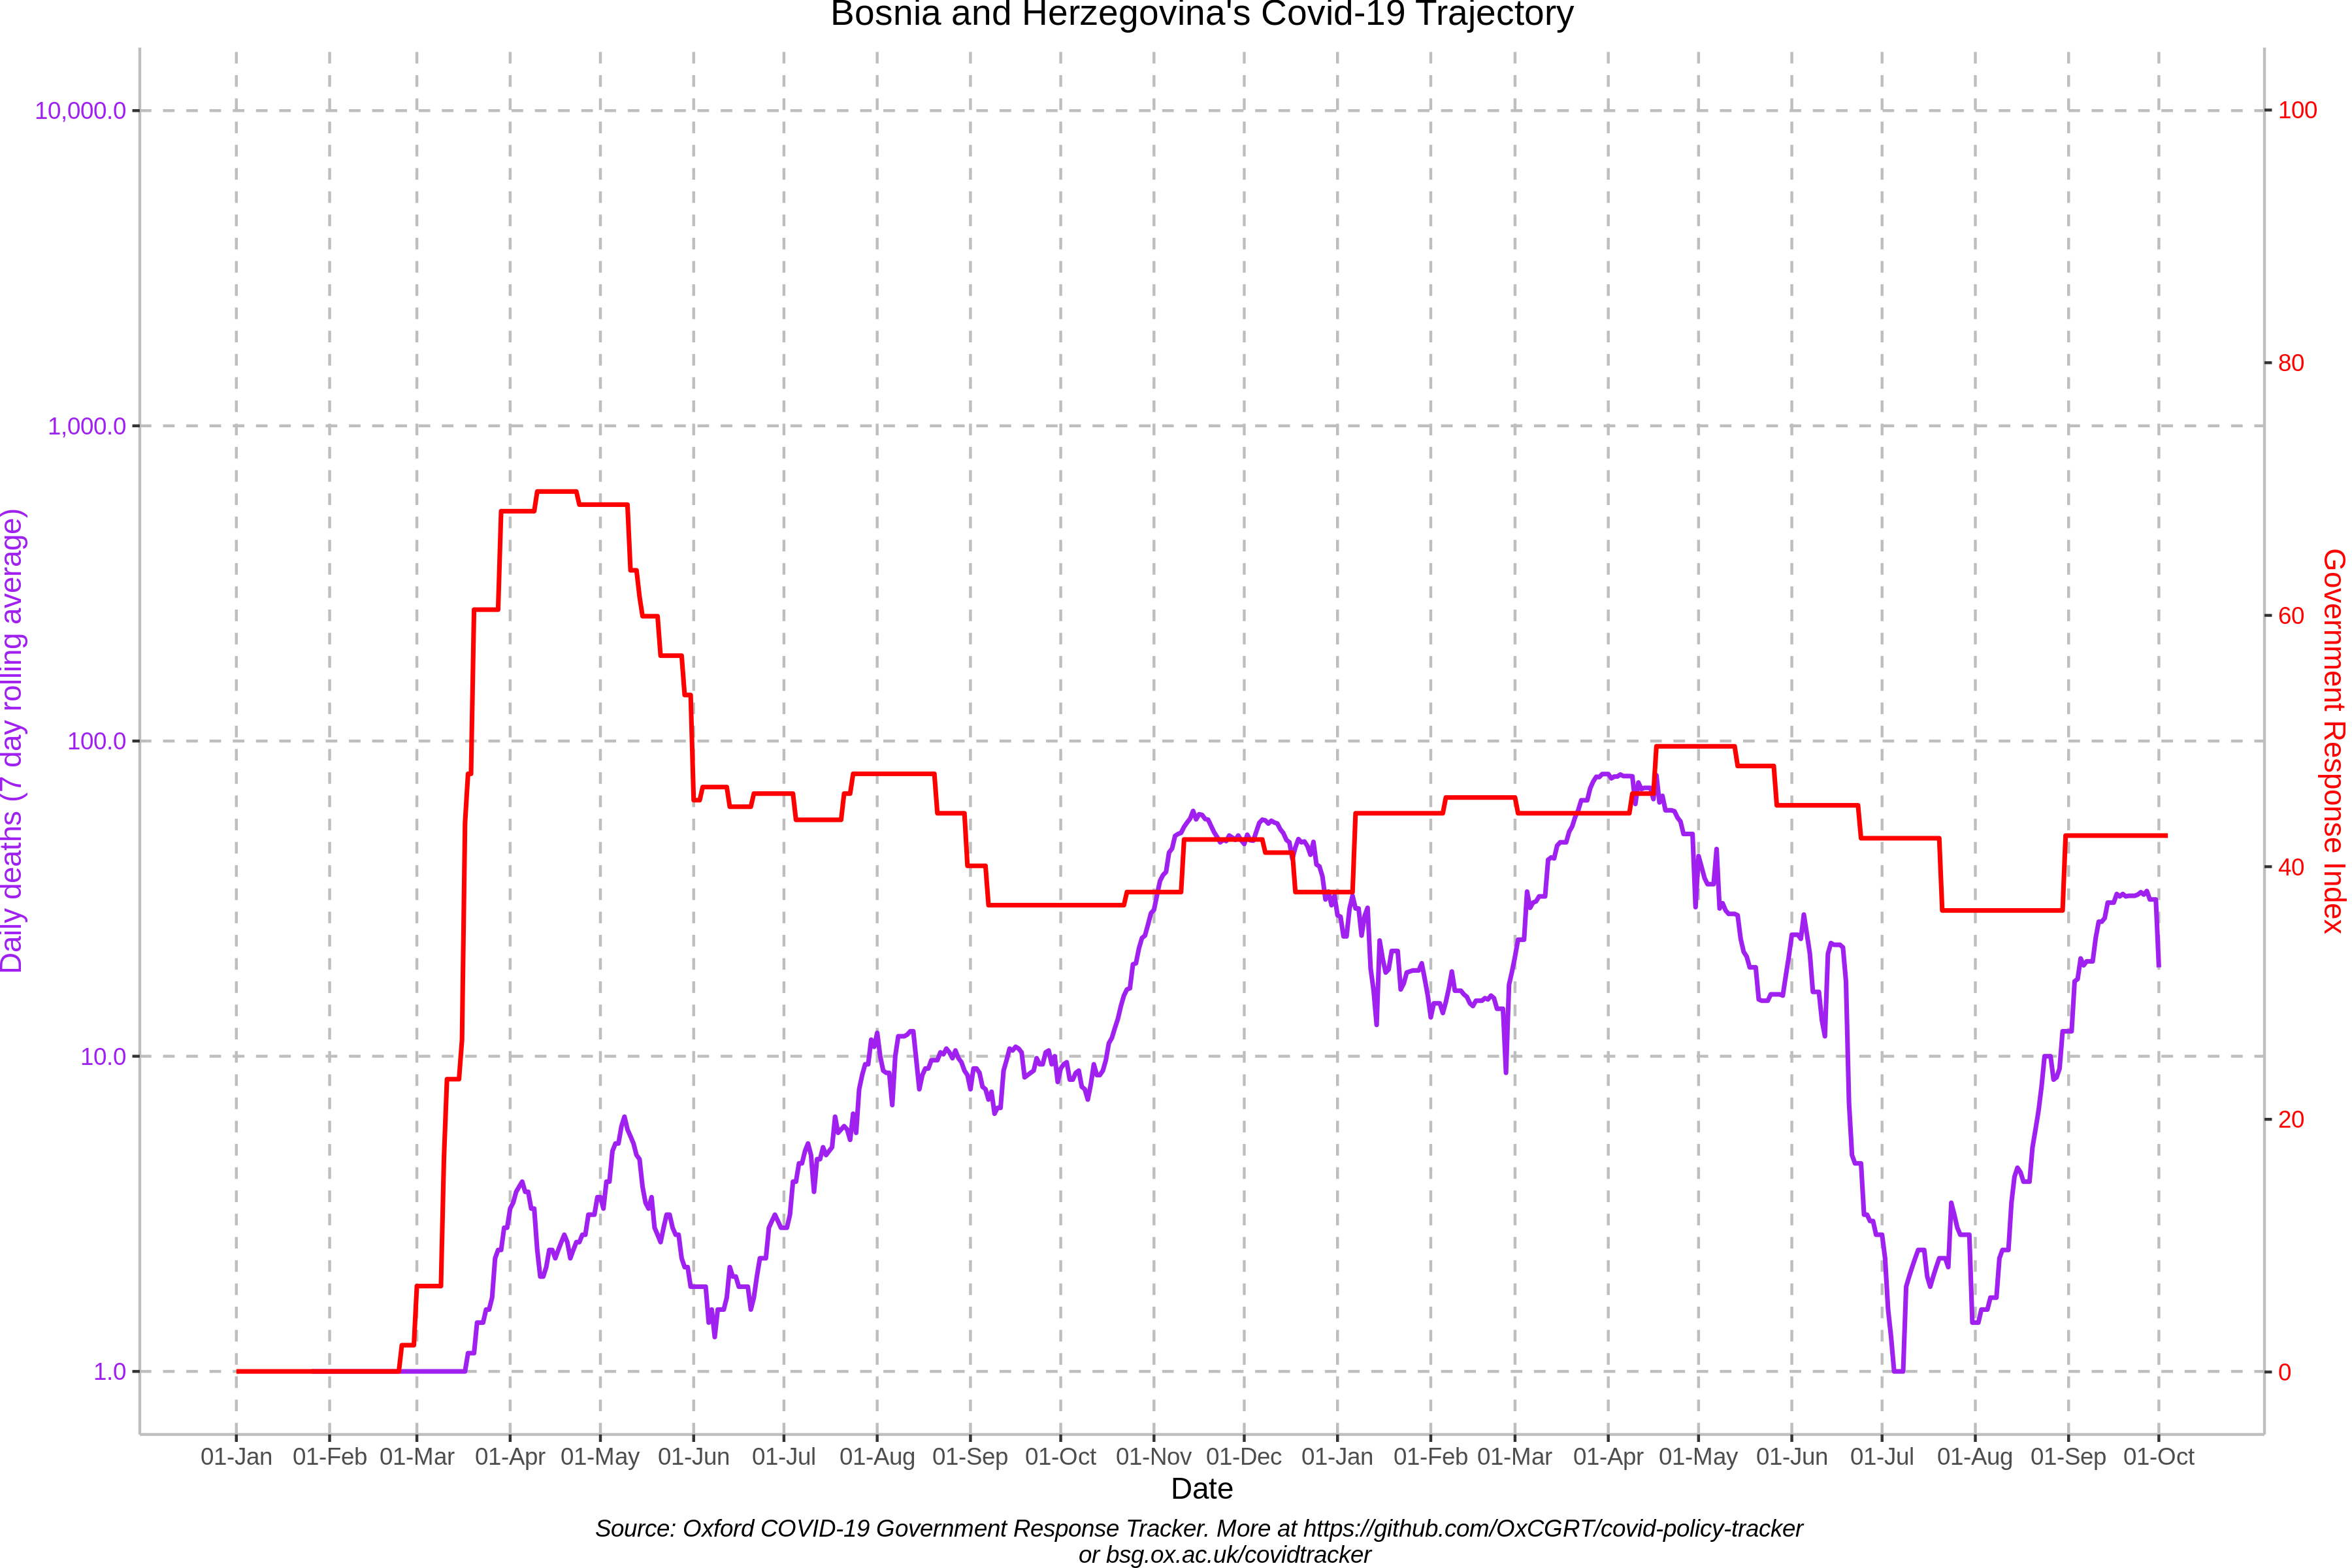 Bosnia and Herzegovina's Covid-19 Trajectory
10,000.0
1,000.0
100.0
10.0
1.0
Daily deaths (7 day rolling average)
100
80
60
40
20
0
Government Response Index
01-Jan 01-Feb 01-Mar 01-Apr 01-May 01-Jun 01-Jul 01-Aug 01-Sep 01-Oct 01-Nov 01-Dec 01-Jan 01-Feb 01-Mar 01-Apr 01-May 01-Jun 01-Jul 01-Aug 01-Sep 01-Oct
Date
Source: Oxford COVID-19 Government Response Tracker. More at https://github.com/OxCGRT/covid-policy-tracker
or bsg.ox.ac.uk/covidtracker